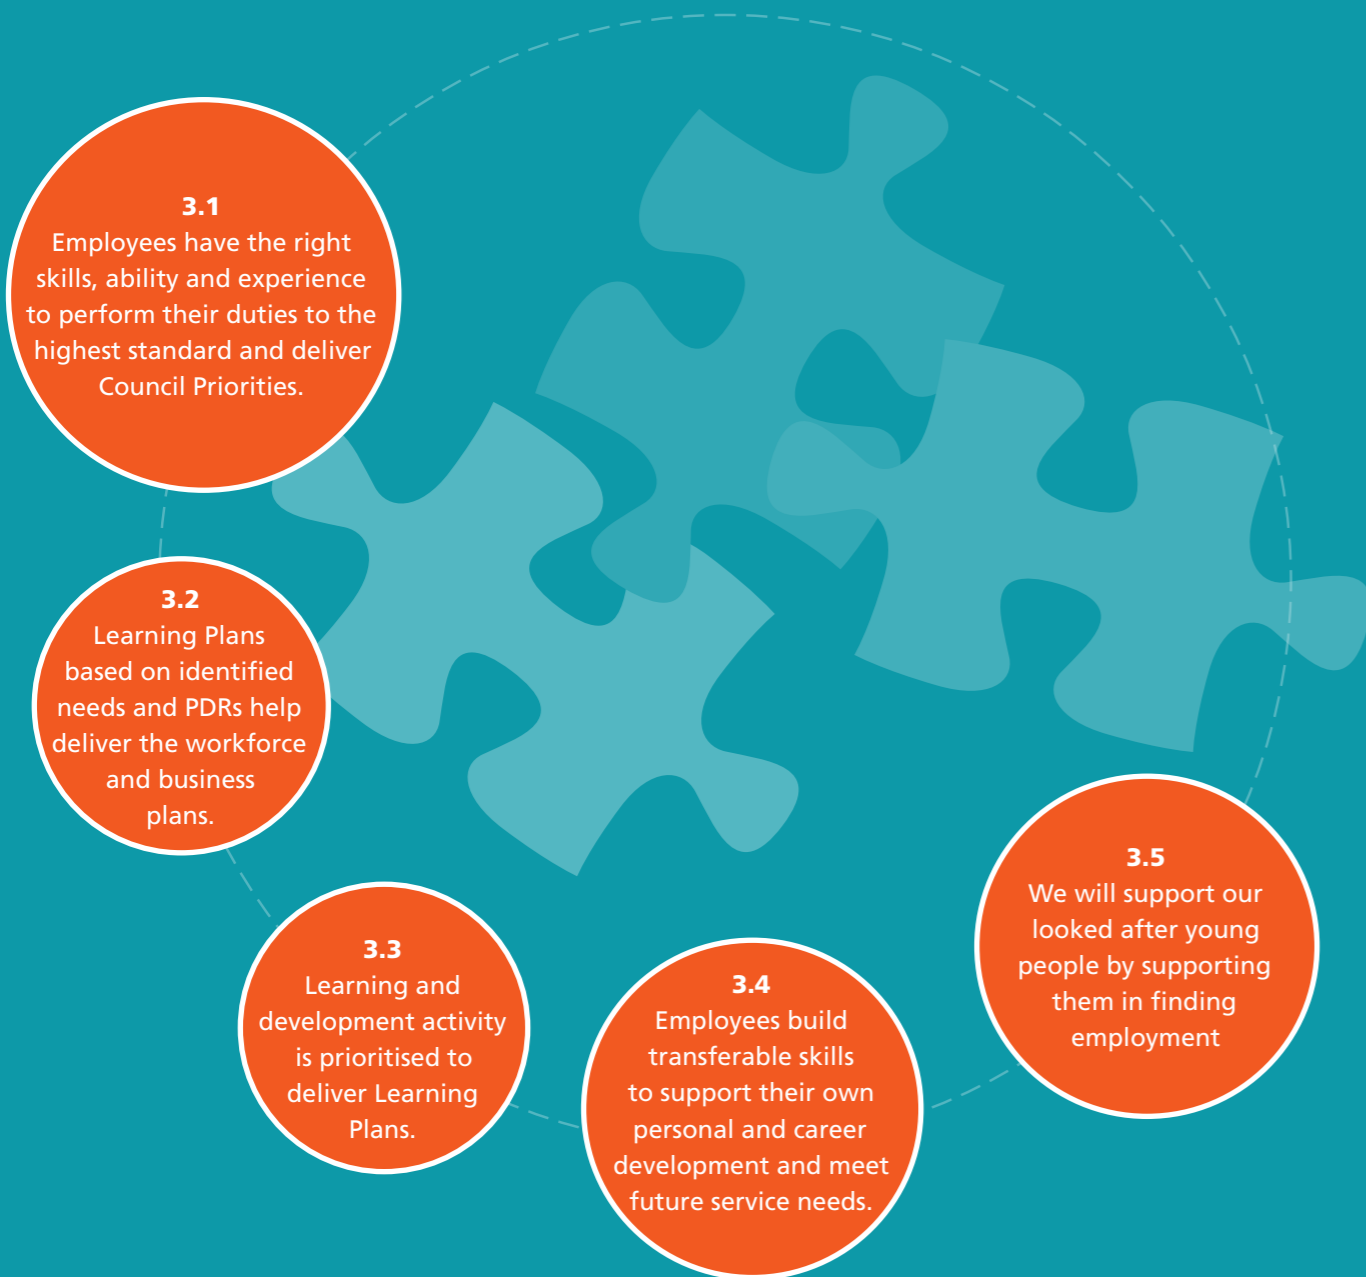 3.1
Employees have the right
skills, ability and experience
to perform their duties to the
highest standard and deliver
Council Priorities.
3.2
Learning Plans
based on identified
needs and PDRs help
deliver the workforce
and business
plans.
3.3
Learning and
development activity
is prioritised to
deliver Learning
Plans.
3.4
Employees build
transferable skills
to support their own
personal and career
development and meet
future service needs.
3.5
We will support our
looked after young
people by supporting
them in finding
employment